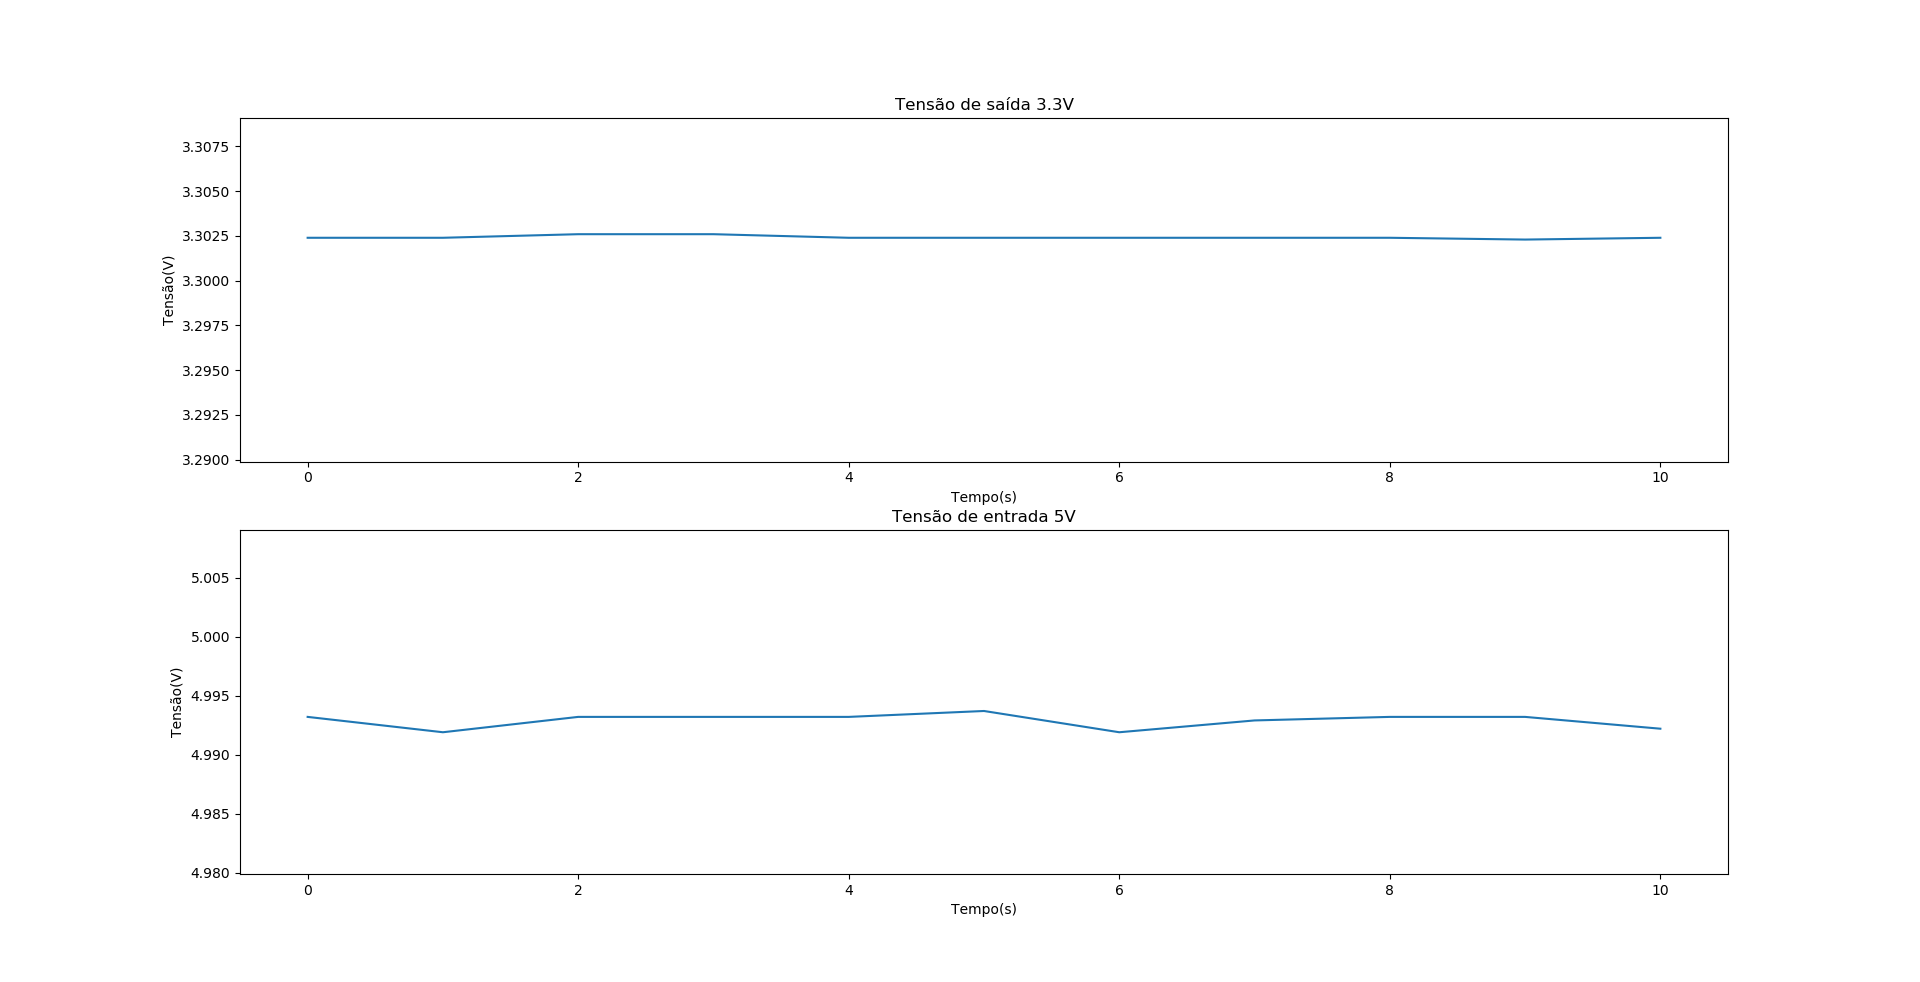 Tensão de saída 3.3V
3.3075
3.3050
3.3025
3.3000
3.2975
3.2950
3.2925
3.2900
Tensão(V)
0 2 4 6 8 10
Tempo(s)
Tensão de entrada 5V
5.005
5.000
4.995
4.990
4.985
4.980
Tensão(V)
0 2 4 6 8 10
Tempo(s)